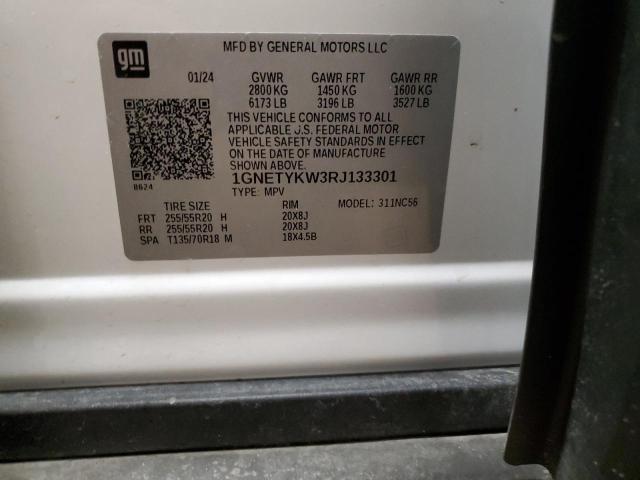 gm
MFD BY GENERAL MOTORS LLC
01/24 GVWR GAWR FRT GAWR RR
2800 KG 1450 KG 1600 KG
6173 LB 3196 LB 3527 LB
THIS VEHICLE CONFORMS TO ALL
APPLICABLE U.S. FEDERAL MOTOR
VEHICLE SAFETY STANDARDS IN EFFECT
ON THE DATE OF MANUFACTURE
SHOWN ABOVE.
1GNETYKW3RJ133301
8624 TYPE: MPV
TIRE SIZE RIM MODEL: 311NC56
FRT 255/55R20 H 20X8J
RR 255/55R20 H 20X8J
SPA T135/70R18 M 18X4.5B